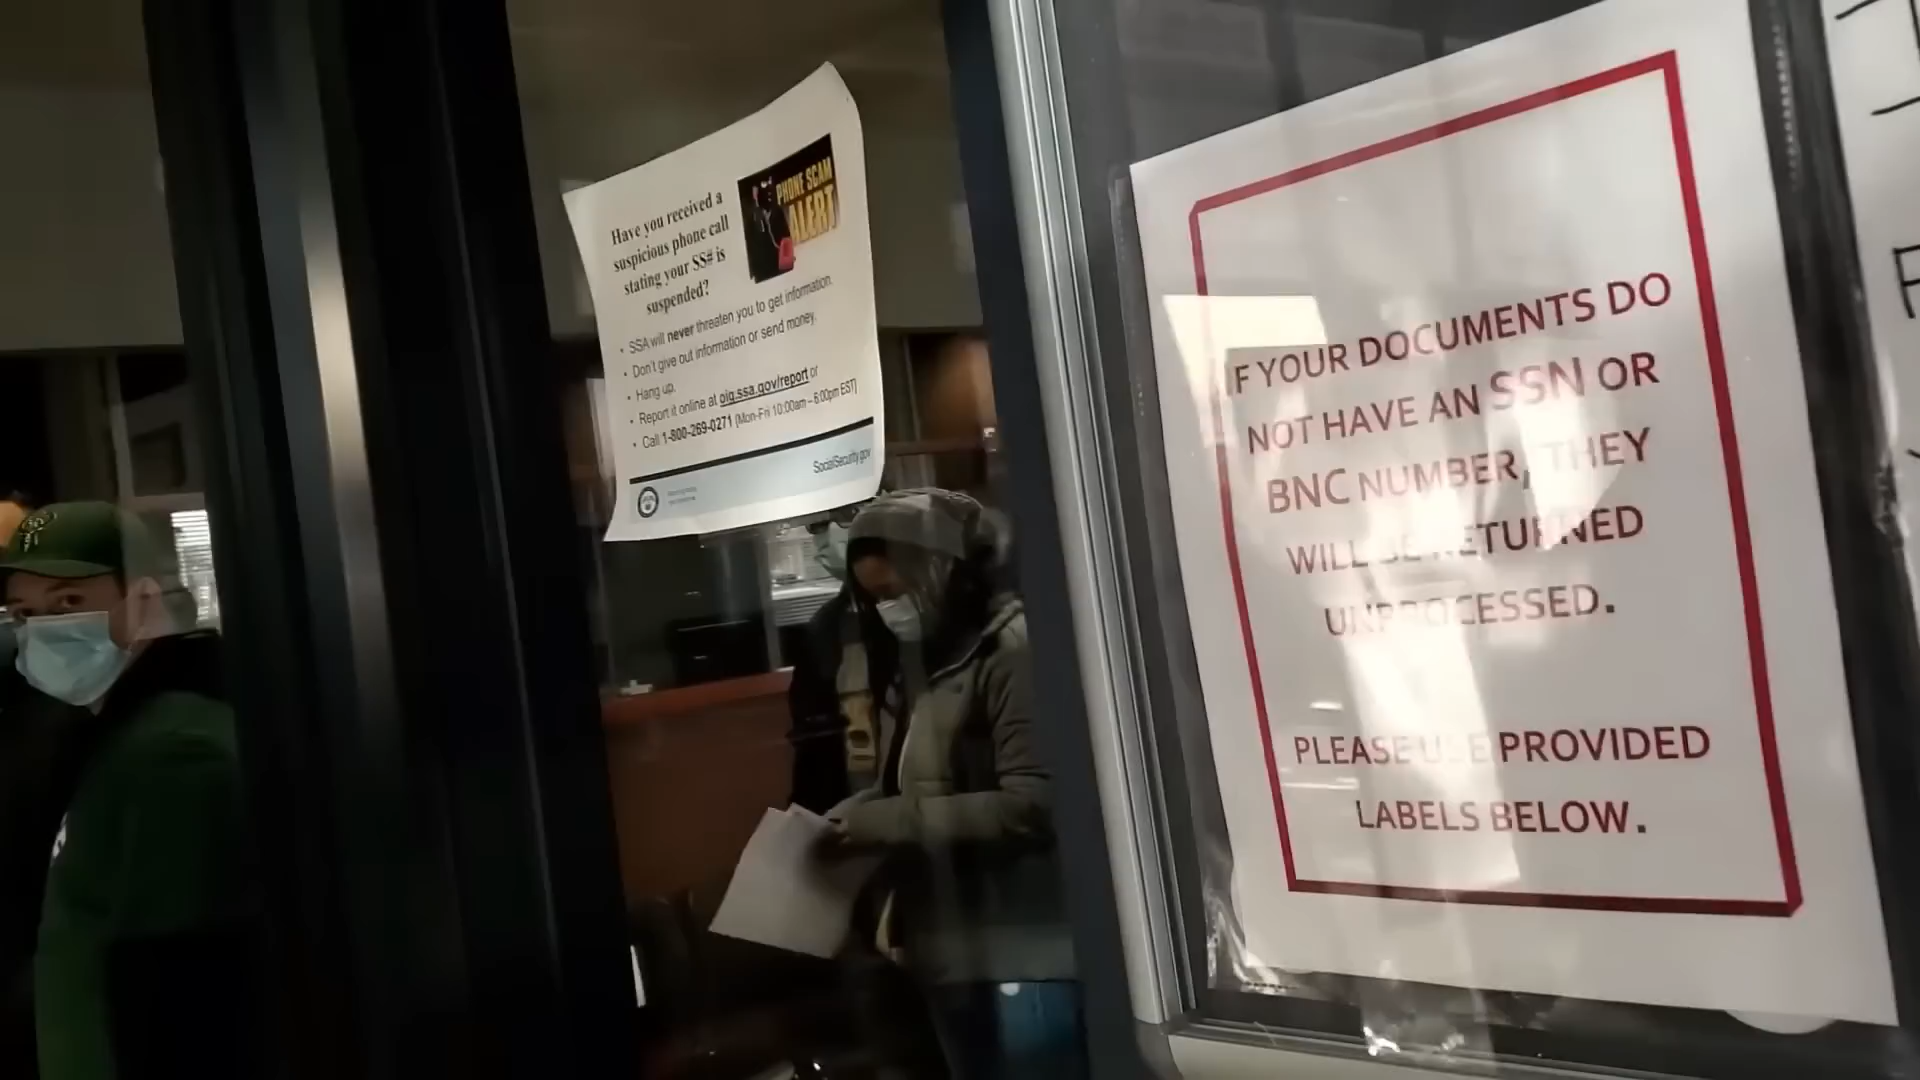 Have you received a
suspicious phone call
stating your SS# is
suspended?
PHONE SCAM
ALERT
• SSA will never threaten you to get information.
• Don't give out information or send money.
• Hang up.
• Report it online at oig.ssa.gov/report or
• Call 1-800-269-0271 (Mon-Fri 10:00am – 6:00pm EST)
SocialSecurity.gov
IF YOUR DOCUMENTS DO
NOT HAVE AN SSN OR
BNC NUMBER, THEY
WILL BE RETURNED
UNPROCESSED.
PLEASE USE PROVIDED
LABELS BELOW.